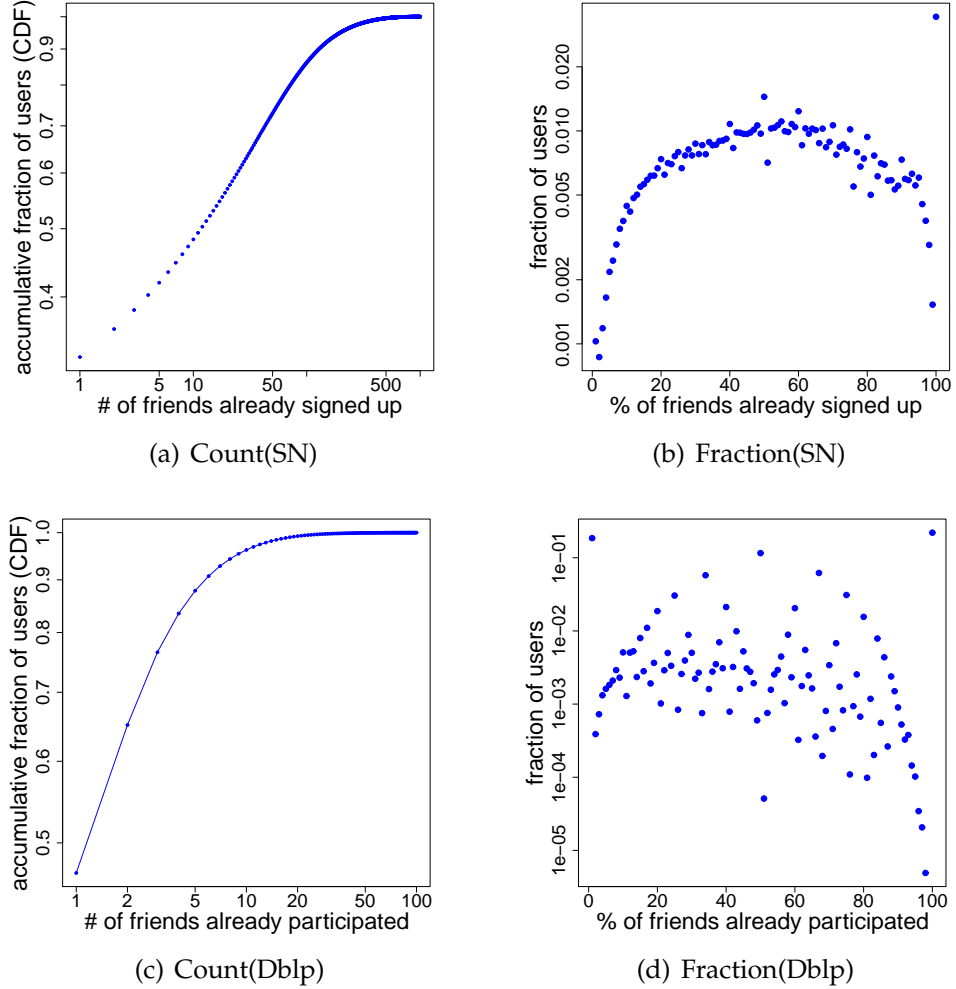 accumulative fraction of users (CDF)
0.4 0.5 0.6 0.7 0.9
1 5 10 50 500
# of friends already signed up
(a) Count(SN)
fraction of users
0.001 0.002 0.005 0.010 0.020
0 20 40 60 80 100
% of friends already signed up
(b) Fraction(SN)
accumulative fraction of users (CDF)
0.5 0.6 0.7 0.8 0.9 1.0
1 2 5 10 20 50 100
# of friends already participated
(c) Count(Dblp)
fraction of users
1e-05 1e-04 1e-03 1e-02 1e-01
0 20 40 60 80 100
% of friends already participated
(d) Fraction(Dblp)